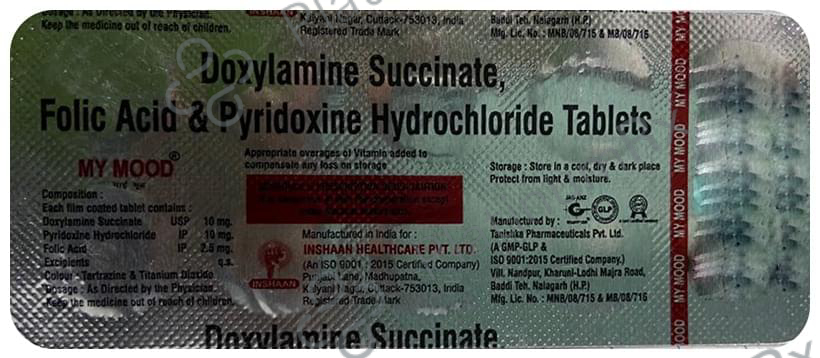 Dosage : As Directed by the Physician.
Keep the medicine out of reach of children.
Kalyani Nagar, Cuttack-753013, India
Registered Trade Mark
Baddi Teh. Nalagarh (H.P.)
Mfg. Lic. No. : MNB/08/715 & MB/08/716
Doxylamine Succinate,
Folic Acid & Pyridoxine Hydrochloride Tablets
MY MOOD®
माई मूड
Composition :
Each film coated tablet contains :
Doxylamine Succinate USP 10 mg.
Pyridoxine Hydrochloride IP 10 mg.
Folic Acid IP 2.5 mg.
Excipients q.s.
Colour : Tartrazine & Titanium Dioxide
Dosage : As Directed by the Physician.
Keep the medicine out of reach of children.
Appropriate overages of Vitamin added to
compensate any loss on storage
INSHAAN
Manufactured in India for :
INSHAAN HEALTHCARE PVT. LTD.
(An ISO 9001 : 2015 Certified Company)
Lane, Madhupatna,
Kalyani Nagar, Cuttack-753013, India
Registered Trade Mark
Storage : Store in a cool, dry & dark place
Protect from light & moisture.
GLP
Manufactured by :
Tanishka Pharmaceuticals Pvt. Ltd.
(A GMP-GLP &
ISO 9001:2015 Certified Company.)
Vill. Nandpur, Kharuni-Lodhi Majra Road,
Baddi Teh. Nalagarh (H.P.)
Mfg. Lic. No. : MNB/08/715 & MB/08/716
MY MOOD
MY MOOD
MY MOOD
MY MOOD
MY MOOD
Doxylamine Succinate